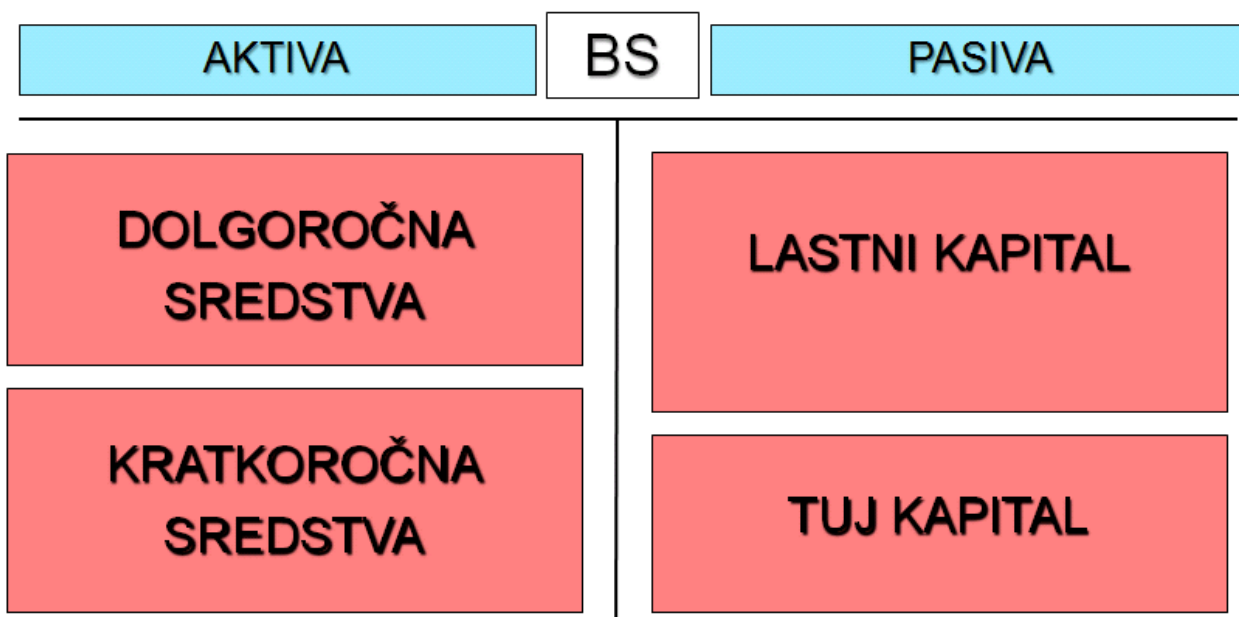 AKTIVA
BS
PASIVA
DOLGOROČNA
SREDSTVA
KRATKOROČNA
SREDSTVA
LASTNI KAPITAL
TUJ KAPITAL